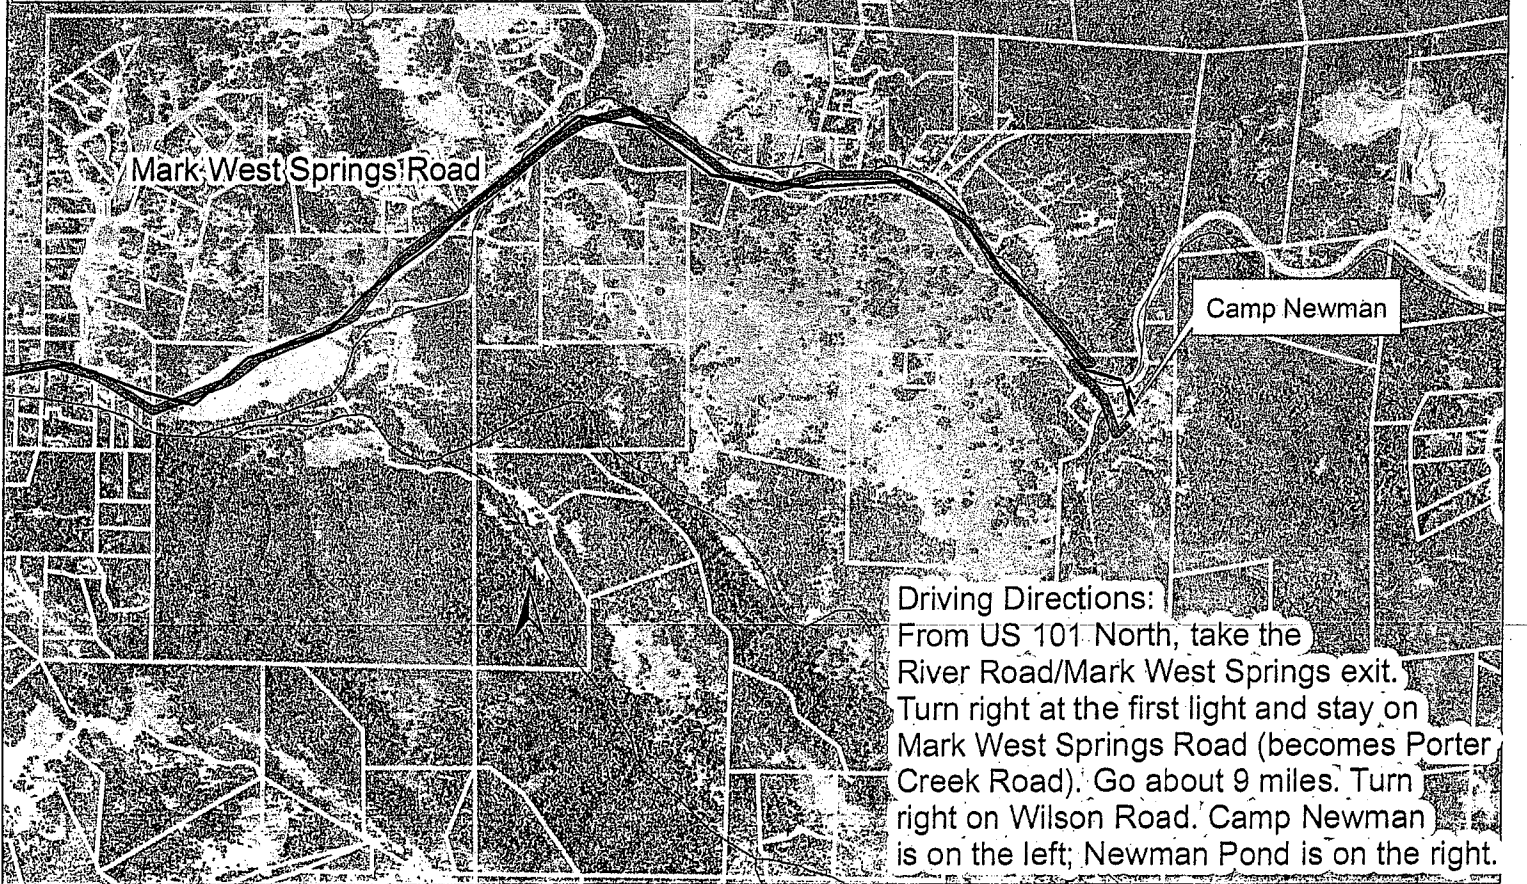 Mark West Springs Road
Camp Newman
Driving Directions:
From US 101 North, take the
River Road/Mark West Springs exit.
Turn right at the first light and stay on
Mark West Springs Road (becomes Porter
Creek Road). Go about 9 miles. Turn
right on Wilson Road. Camp Newman
is on the left; Newman Pond is on the right.